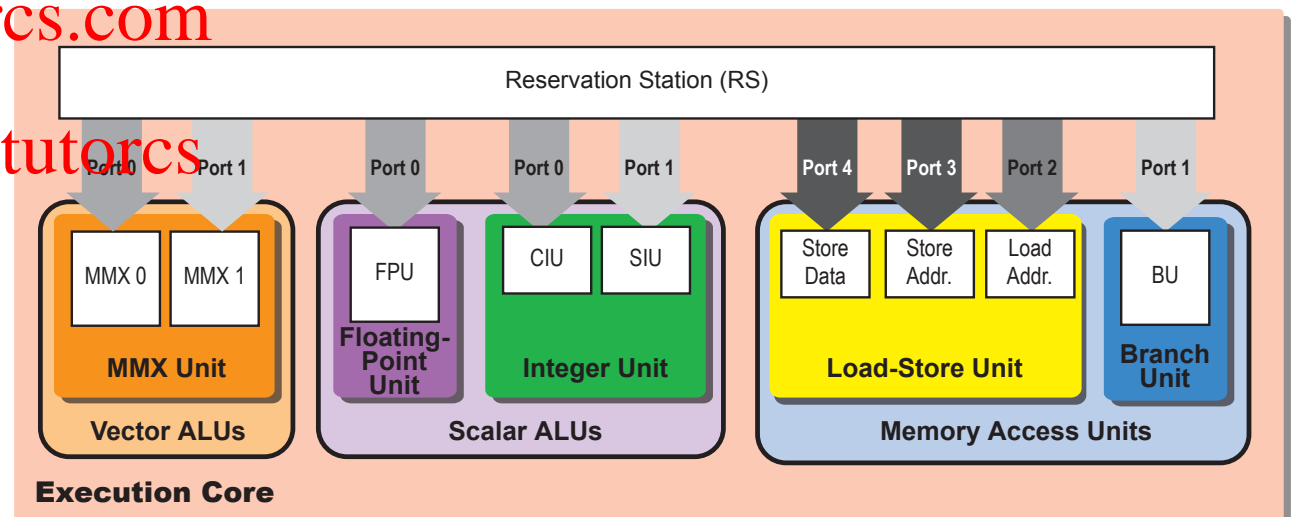 rcs.com
Reservation Station (RS)
tutorcs
Port 0 Port 1 Port 0 Port 0 Port 1 Port 4 Port 3 Port 2 Port 1
MMX 0 MMX 1 FPU CIU SIU
Store
Data
Store
Addr.
Load
Addr.
BU
MMX Unit
Floating-
Point
Unit
Integer Unit
Load-Store Unit
Branch
Unit
Vector ALUs
Scalar ALUs
Memory Access Units
Execution Core